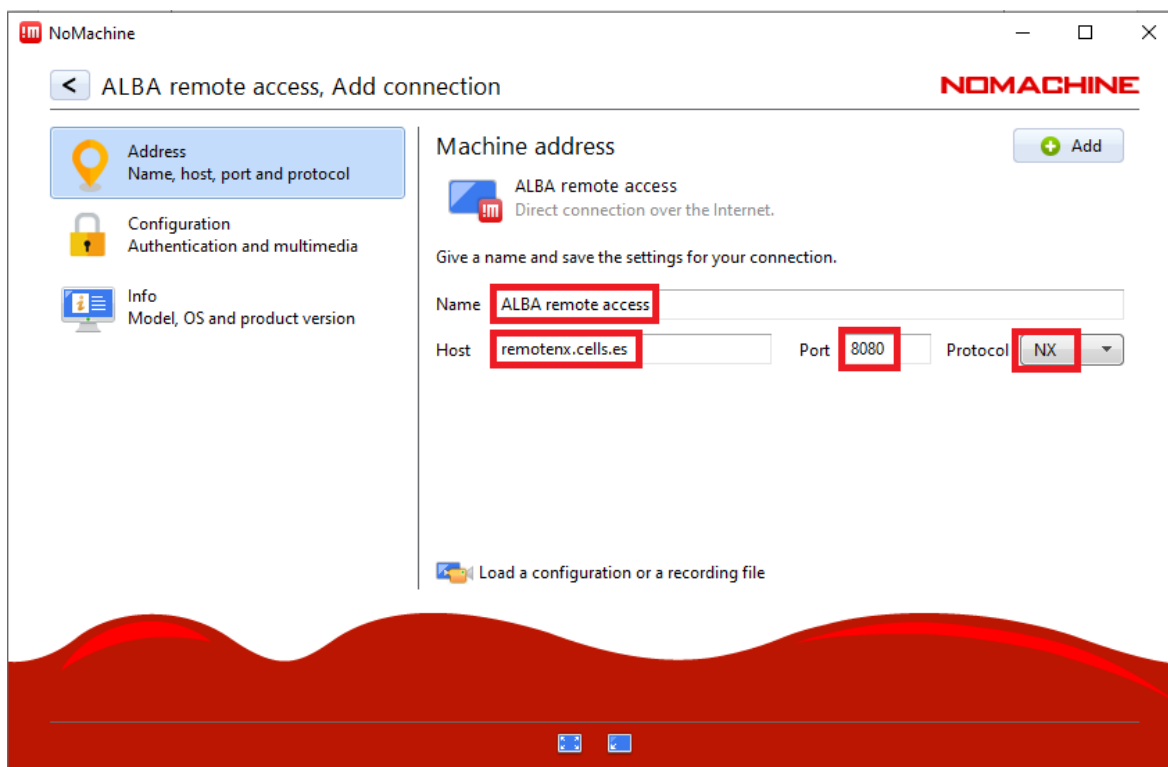 !m NoMachine
< ALBA remote access, Add connection
NOMACHINE
Address
Name, host, port and protocol
Configuration
Authentication and multimedia
Info
Model, OS and product version
Machine address
Add
ALBA remote access
!m
Direct connection over the Internet.
Give a name and save the settings for your connection.
Name ALBA remote access
Host remotenx.cells.es Port 8080 Protocol NX
Load a configuration or a recording file